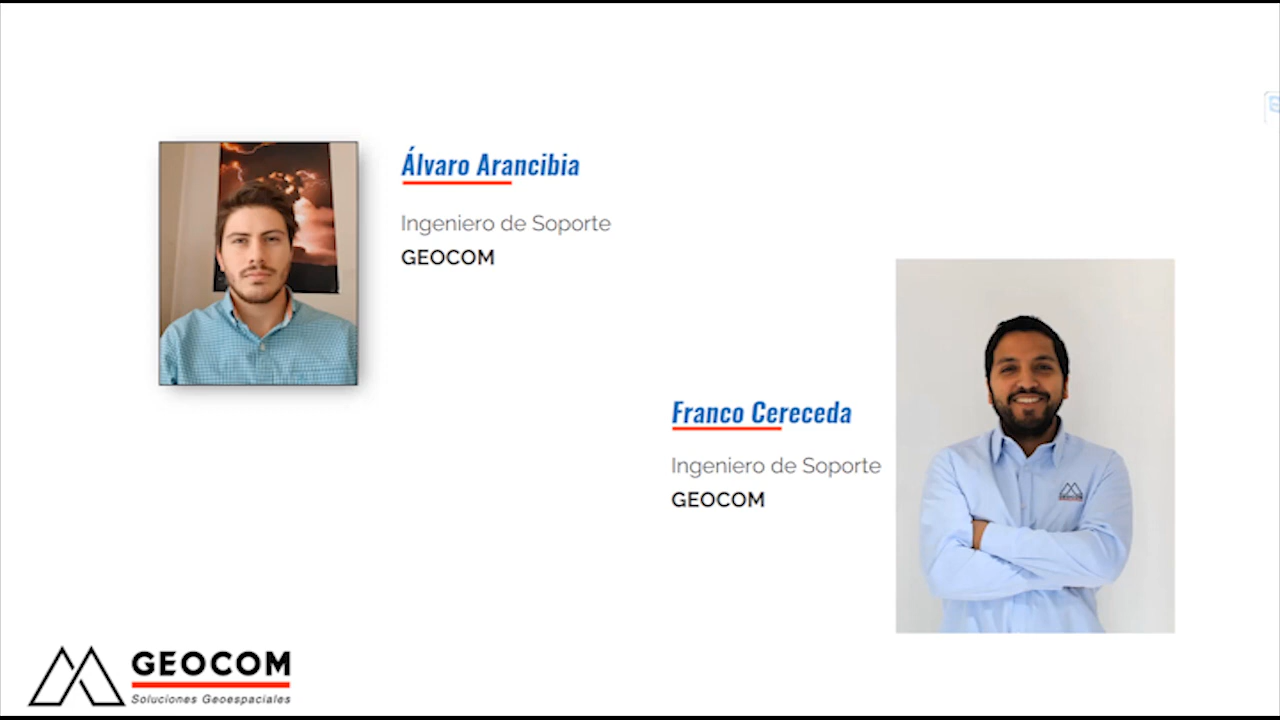 Álvaro Arancibia
Ingeniero de Soporte
GEOCOM
Franco Cereceda
Ingeniero de Soporte
GEOCOM
GEOCOM
Soluciones Geoespaciales